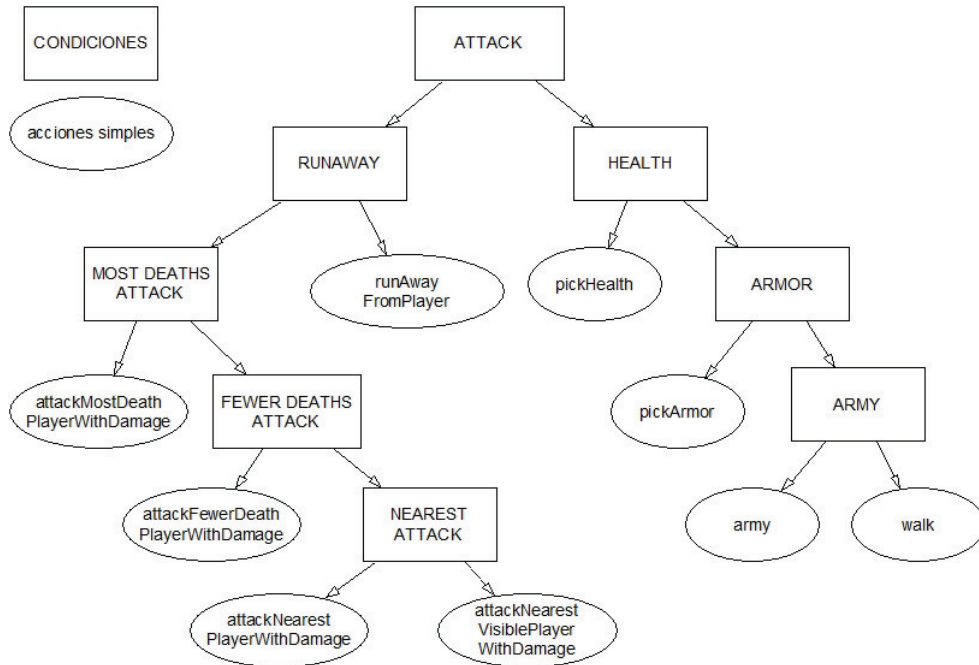 CONDICIONES
ATTACK
acciones simples
RUNAWAY
HEALTH
MOST DEATHS
ATTACK
runAway
FromPlayer
pickHealth
ARMOR
attackMostDeath
PlayerWithDamage
FEWER DEATHS
ATTACK
pickArmor
ARMY
attackFewerDeath
PlayerWithDamage
NEAREST
ATTACK
army
walk
attackNearest
PlayerWithDamage
attackNearest
VisiblePlayer
WithDamage